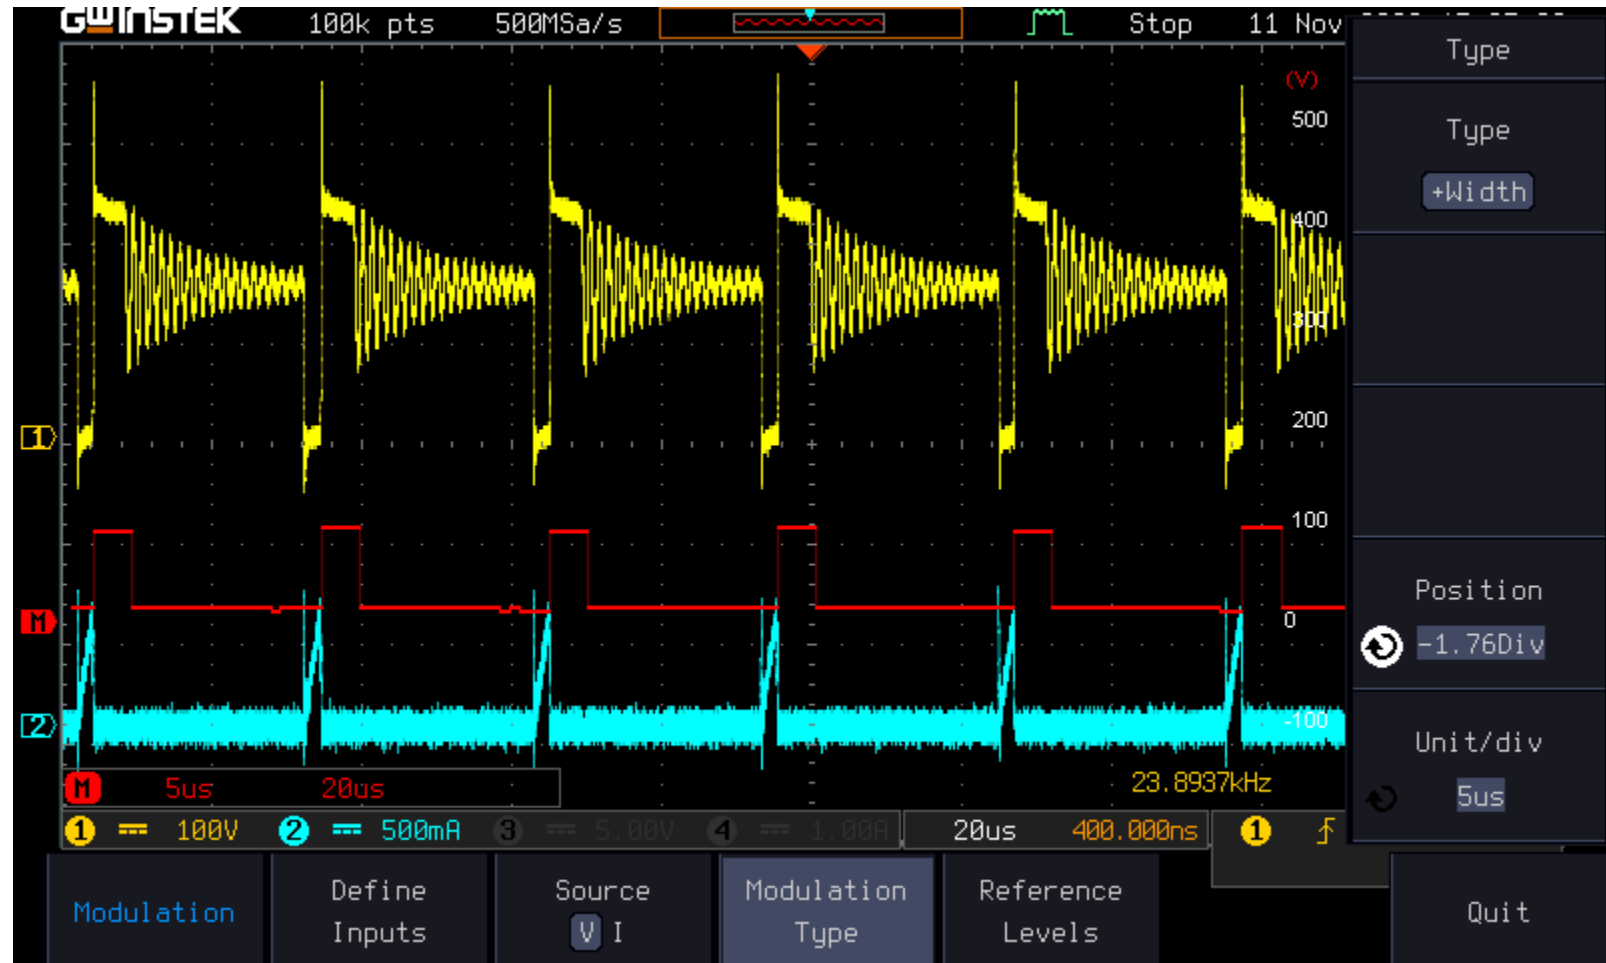 GWINSTEK 100k pts 500MSa/s Stop 11 Nov
Type
(V)
500
Type
+Width
400
300
200
1
100
Position
M
0
-1.76Div
2
-100
Unit/div
M 5us 20us 23.8937kHz
5us
1 100V 2 500mA 3 5.00V 4 1.00A 20us 400.000ns 1
Modulation
Define
Inputs
Source
V I
Modulation
Type
Reference
Levels
Quit